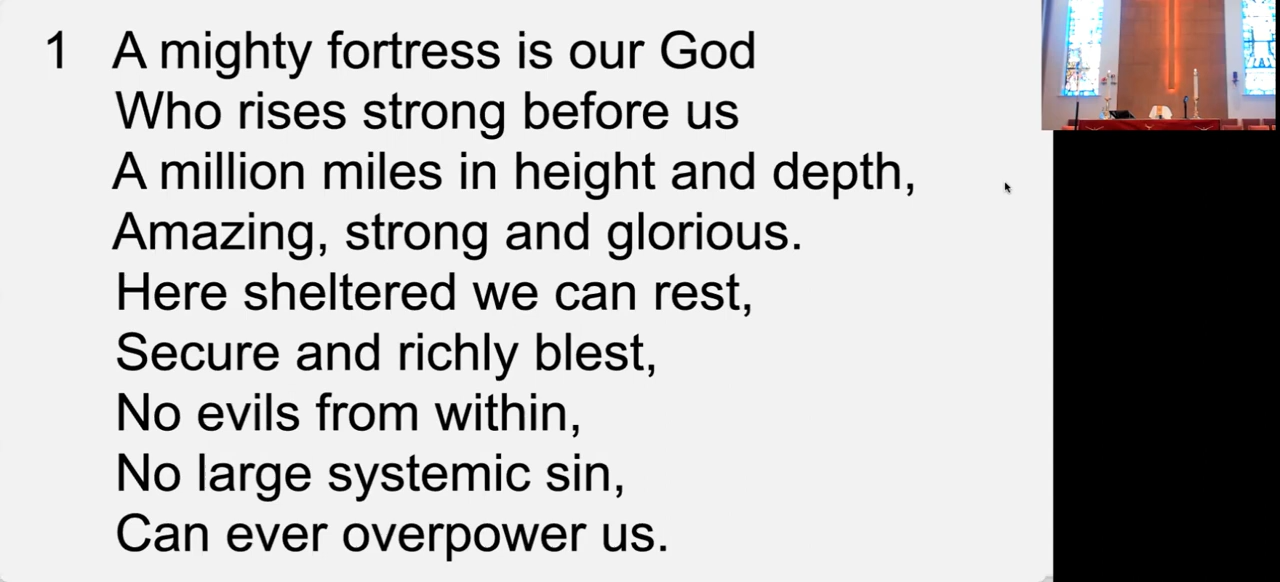 1 A mighty fortress is our God
Who rises strong before us
A million miles in height and depth,
Amazing, strong and glorious.
Here sheltered we can rest,
Secure and richly blest,
No evils from within,
No large systemic sin,
Can ever overpower us.